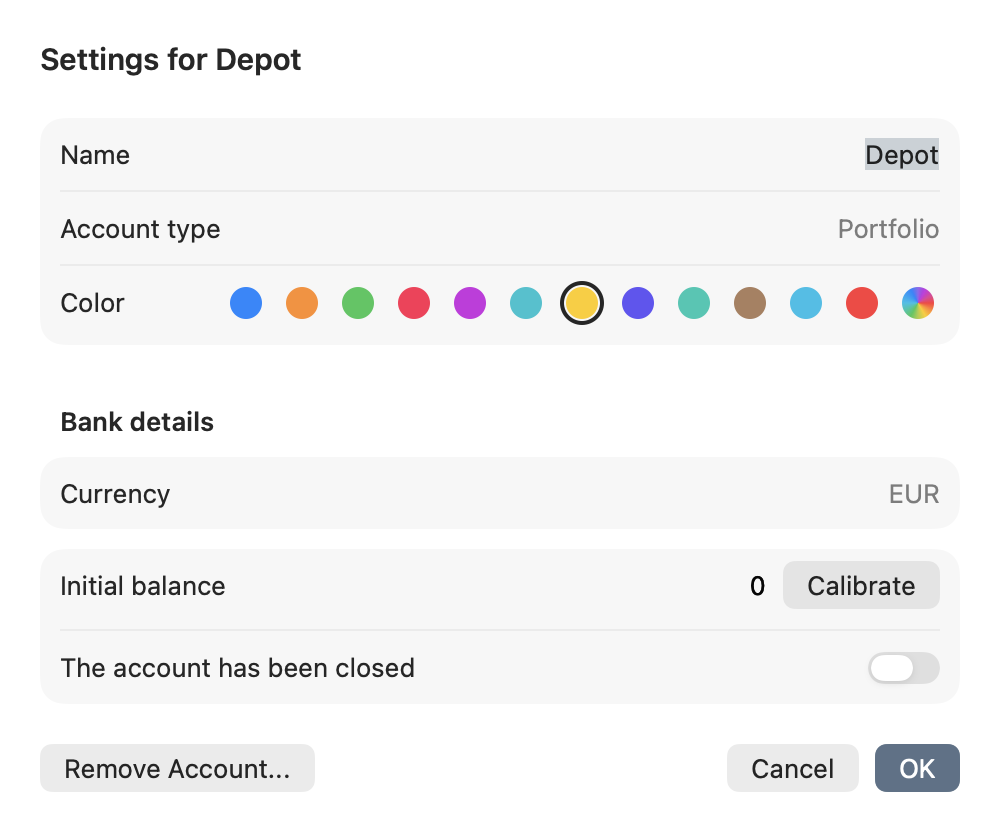 Settings for Depot
Name Depot
Account type Portfolio
Color
Bank details
Currency EUR
Initial balance 0 Calibrate
The account has been closed
Remove Account... Cancel OK